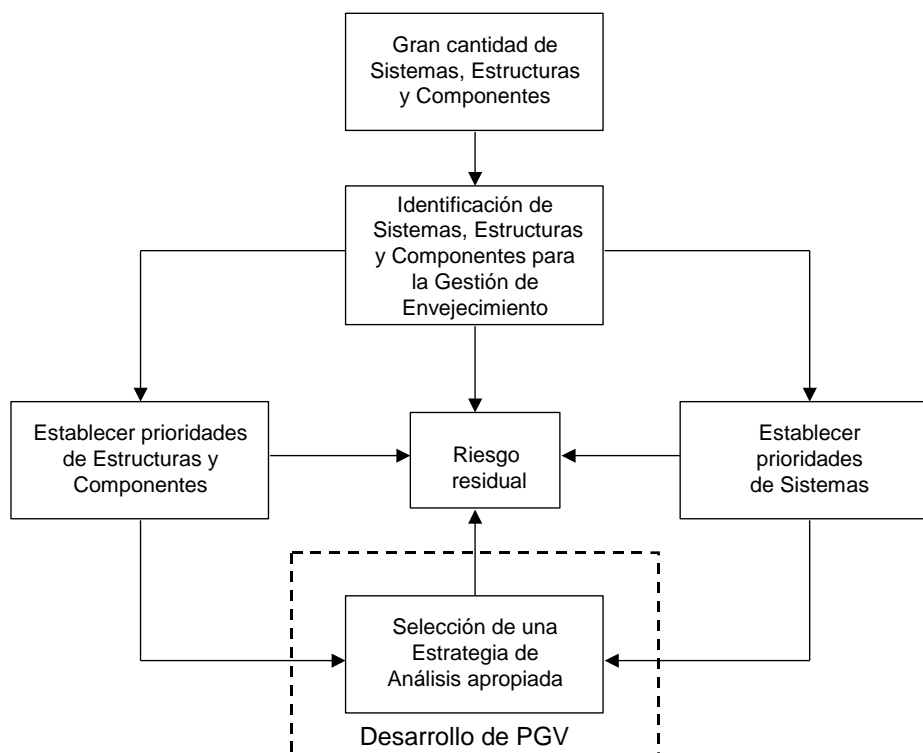 Gran cantidad de
Sistemas, Estructuras
y Componentes
Identificación de
Sistemas, Estructuras
y Componentes para
la Gestión de
Envejecimiento
Establecer prioridades
de Estructuras y
Componentes
Riesgo
residual
Establecer
prioridades
de Sistemas
Selección de una
Estrategia de
Análisis apropiada
Desarrollo de PGV